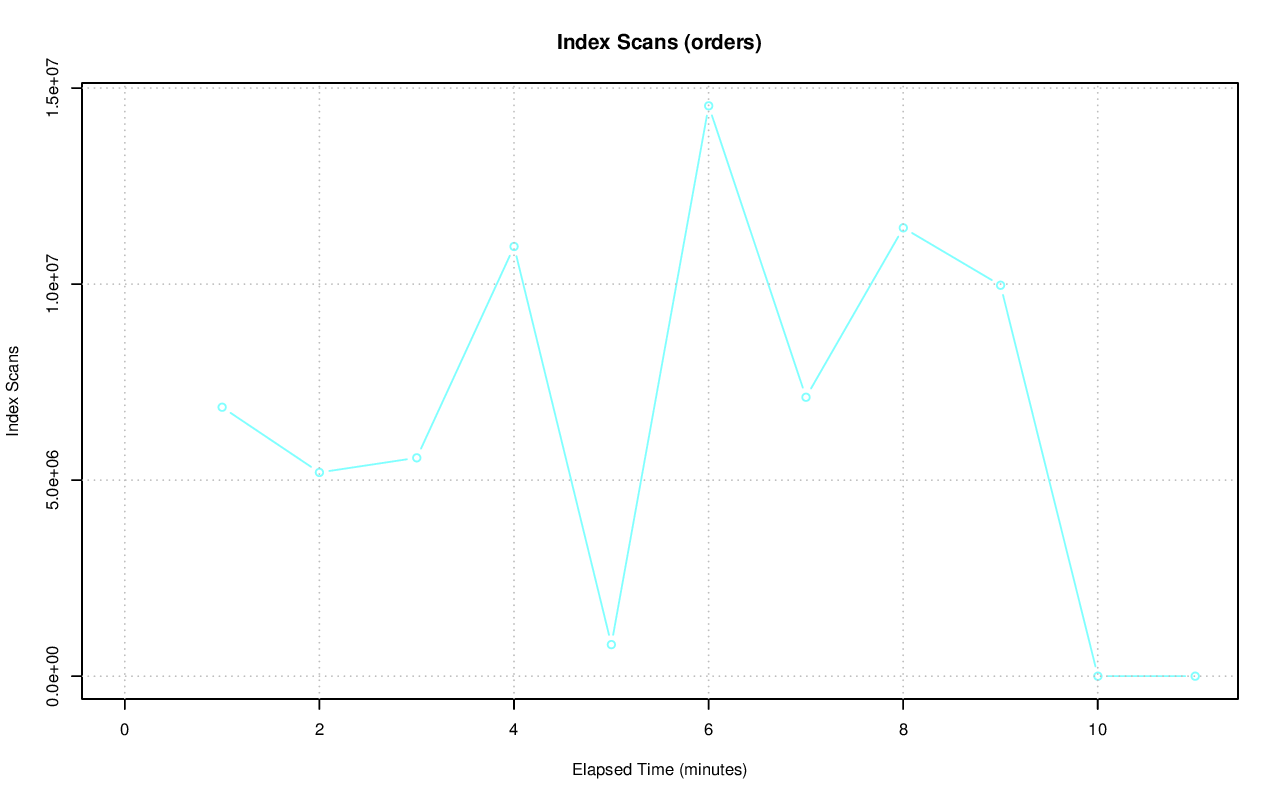 Index Scans (orders)
1.5e+07
1.0e+07
5.0e+06
0.0e+00
Index Scans
0 2 4 6 8 10
Elapsed Time (minutes)